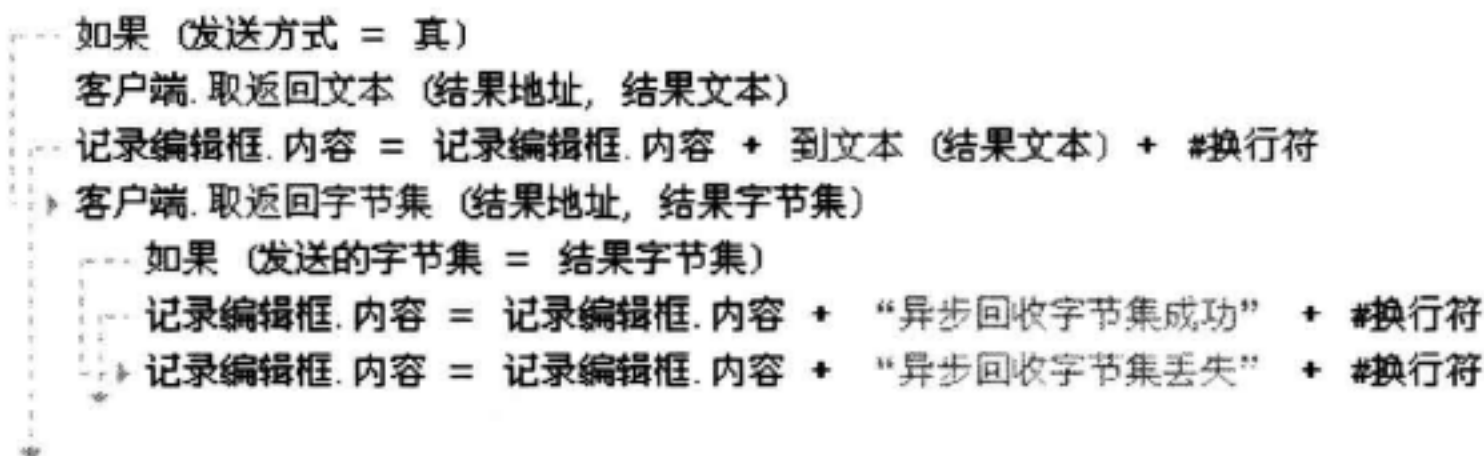 如果 (发送方式 = 真)
客户端.取返回文本 (结果地址, 结果文本)
记录编辑框.内容 = 记录编辑框.内容 + 到文本 (结果文本) + #换行符
客户端.取返回字节集 (结果地址, 结果字节集)
如果 (发送的字节集 = 结果字节集)
记录编辑框.内容 = 记录编辑框.内容 + “异步回收字节集成功” + #换行符
记录编辑框.内容 = 记录编辑框.内容 + “异步回收字节集丢失” + #换行符